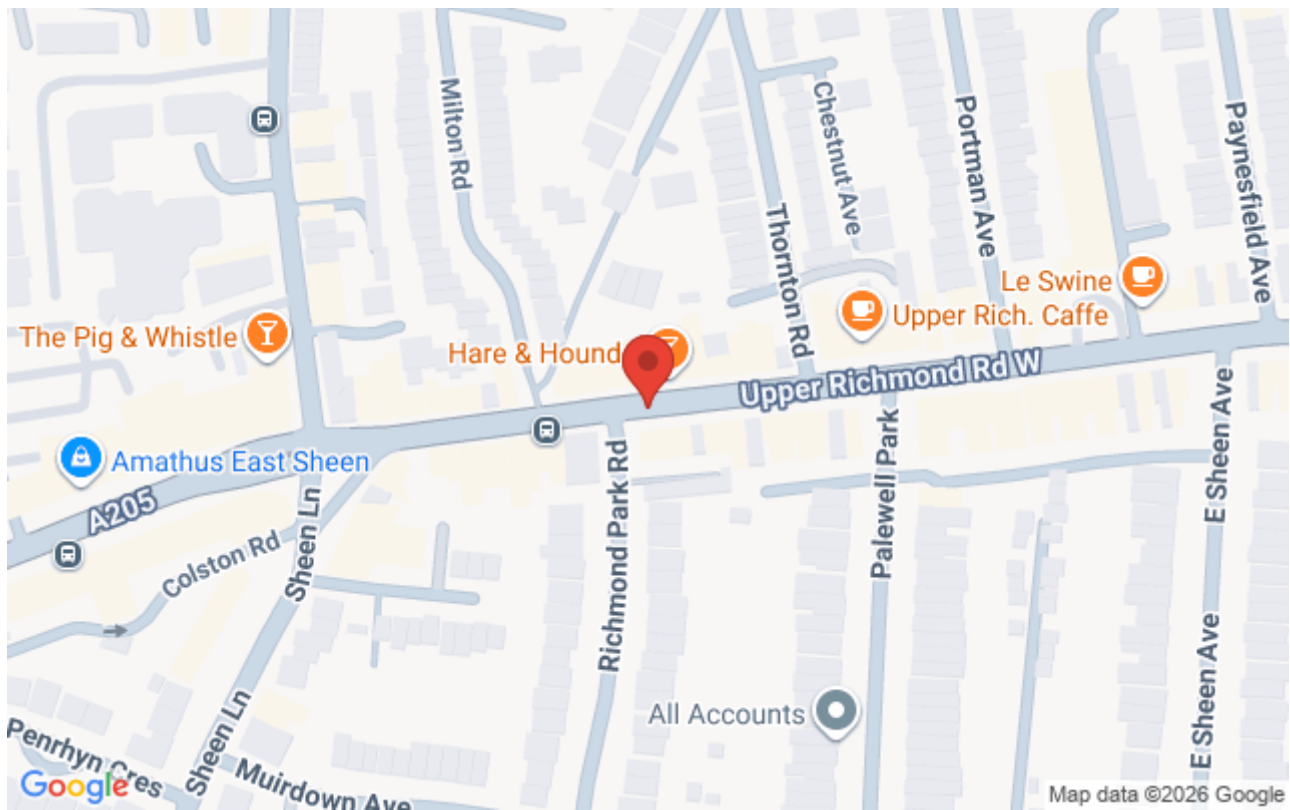 Milton Rd
Chestnut Ave
Portman Ave
Paynesfield Ave
Thornton Rd
Le Swine
Upper Rich. Caffe
The Pig & Whistle
Hare & Hound
Upper Richmond Rd W
Amathus East Sheen
A205
Sheen Ln
Colston Rd
Richmond Park Rd
Palewell Park
E Sheen Ave
E Sheen Ave
Sheen Ln
All Accounts
Penrhyn Cres
Muirdown Ave
Google
Map data ©2026 Google